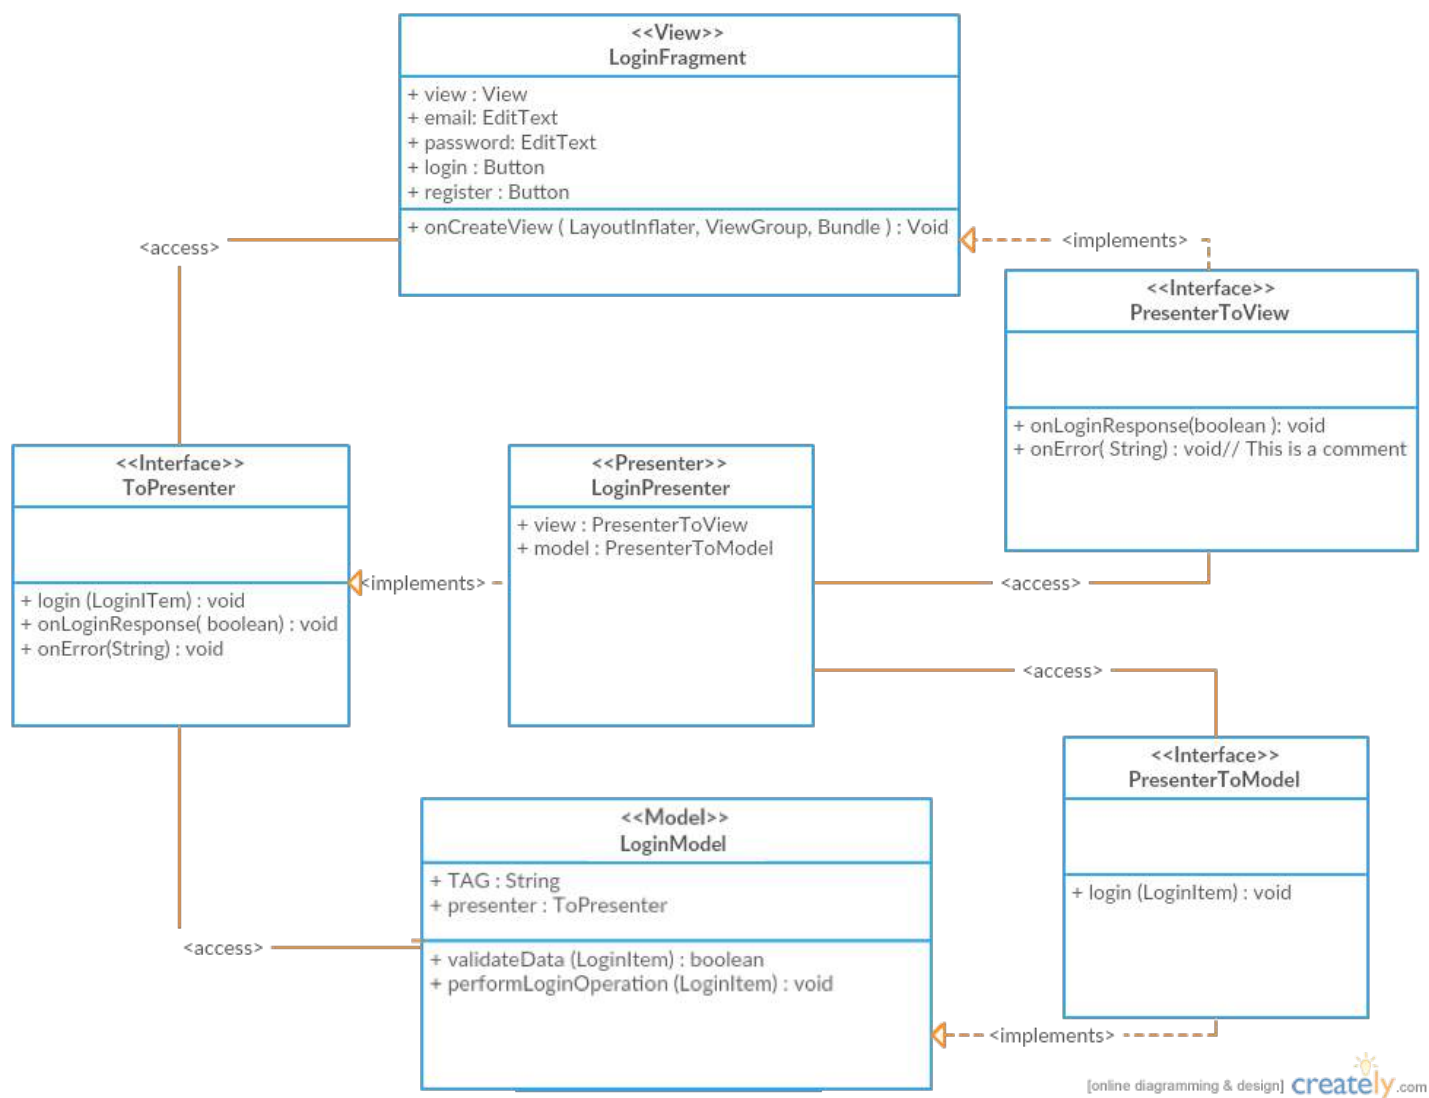 <<View>>
LoginFragment
+ view : View
+ email: EditText
+ password: EditText
+ login : Button
+ register : Button
+ onCreateView ( LayoutInflater, ViewGroup, Bundle ) : Void
<access>
<implements>
<<Interface>>
PresenterToView
+ onLoginResponse(boolean ): void
+ onError( String) : void// This is a comment
<<Interface>>
ToPresenter
+ login (LoginITem) : void
+ onLoginResponse( boolean) : void
+ onError(String) : void
<implements>
<<Presenter>>
LoginPresenter
+ view : PresenterToView
+ model : PresenterToModel
<access>
<access>
<<Interface>>
PresenterToModel
+ login (LoginItem) : void
<<Model>>
LoginModel
+ TAG : String
+ presenter : ToPresenter
+ validateData (LoginItem) : boolean
+ performLoginOperation (LoginItem) : void
<access>
<implements>
[online diagramming & design] creately.com